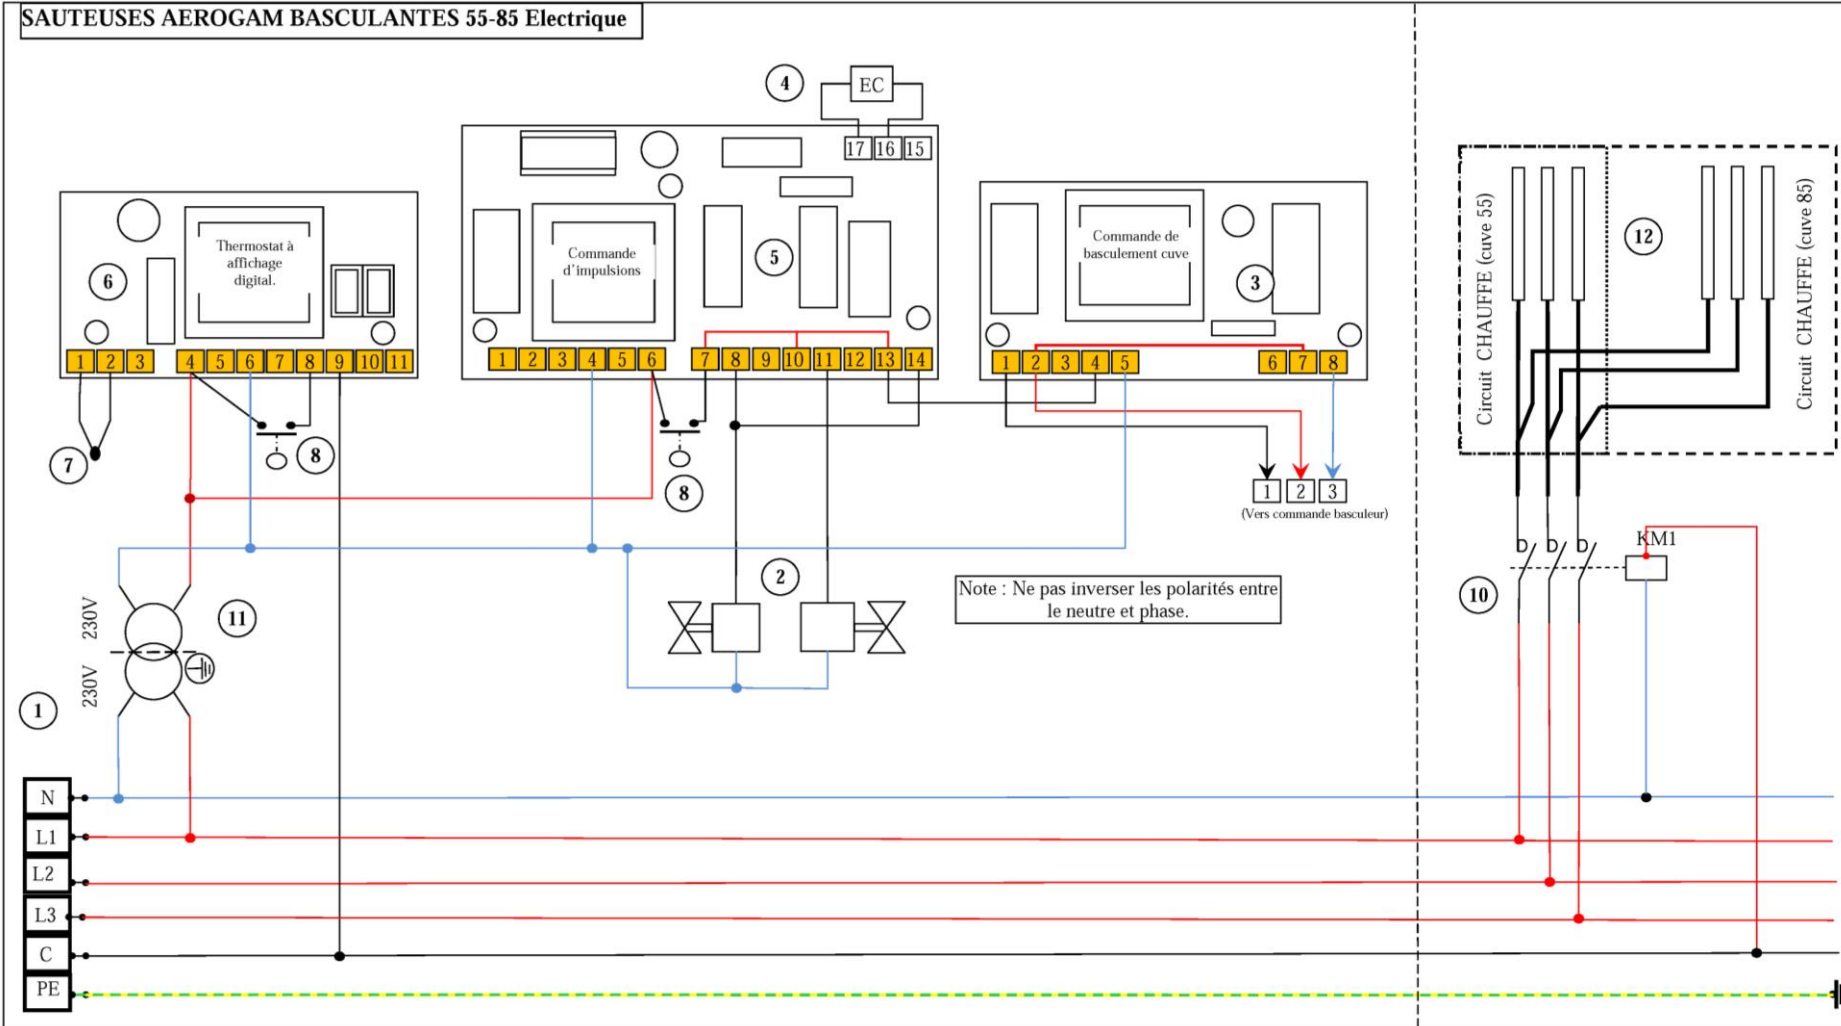 SAUTEUSES AEROGAM BASCULANTES 55-85 Electrique
4
EC
17 16 15
6
Thermostat à
affichage
digital.
1 2 3 4 5 6 7 8 9 10 11
7
8
Commande
d'impulsions
5
1 2 3 4 5 6 7 8 9 10 11 12 13 14
8
Commande de
basculement cuve
3
1 2 3 4 5 6 7 8
1 2 3
(Vers commande basculeur)
Circuit CHAUFFE (cuve 55)
12
Circuit CHAUFFE (cuve 85)
KM1
10
2
Note : Ne pas inverser les polarités entre
le neutre et phase.
230V
11
230V
1
N
L1
L2
L3
C
PE